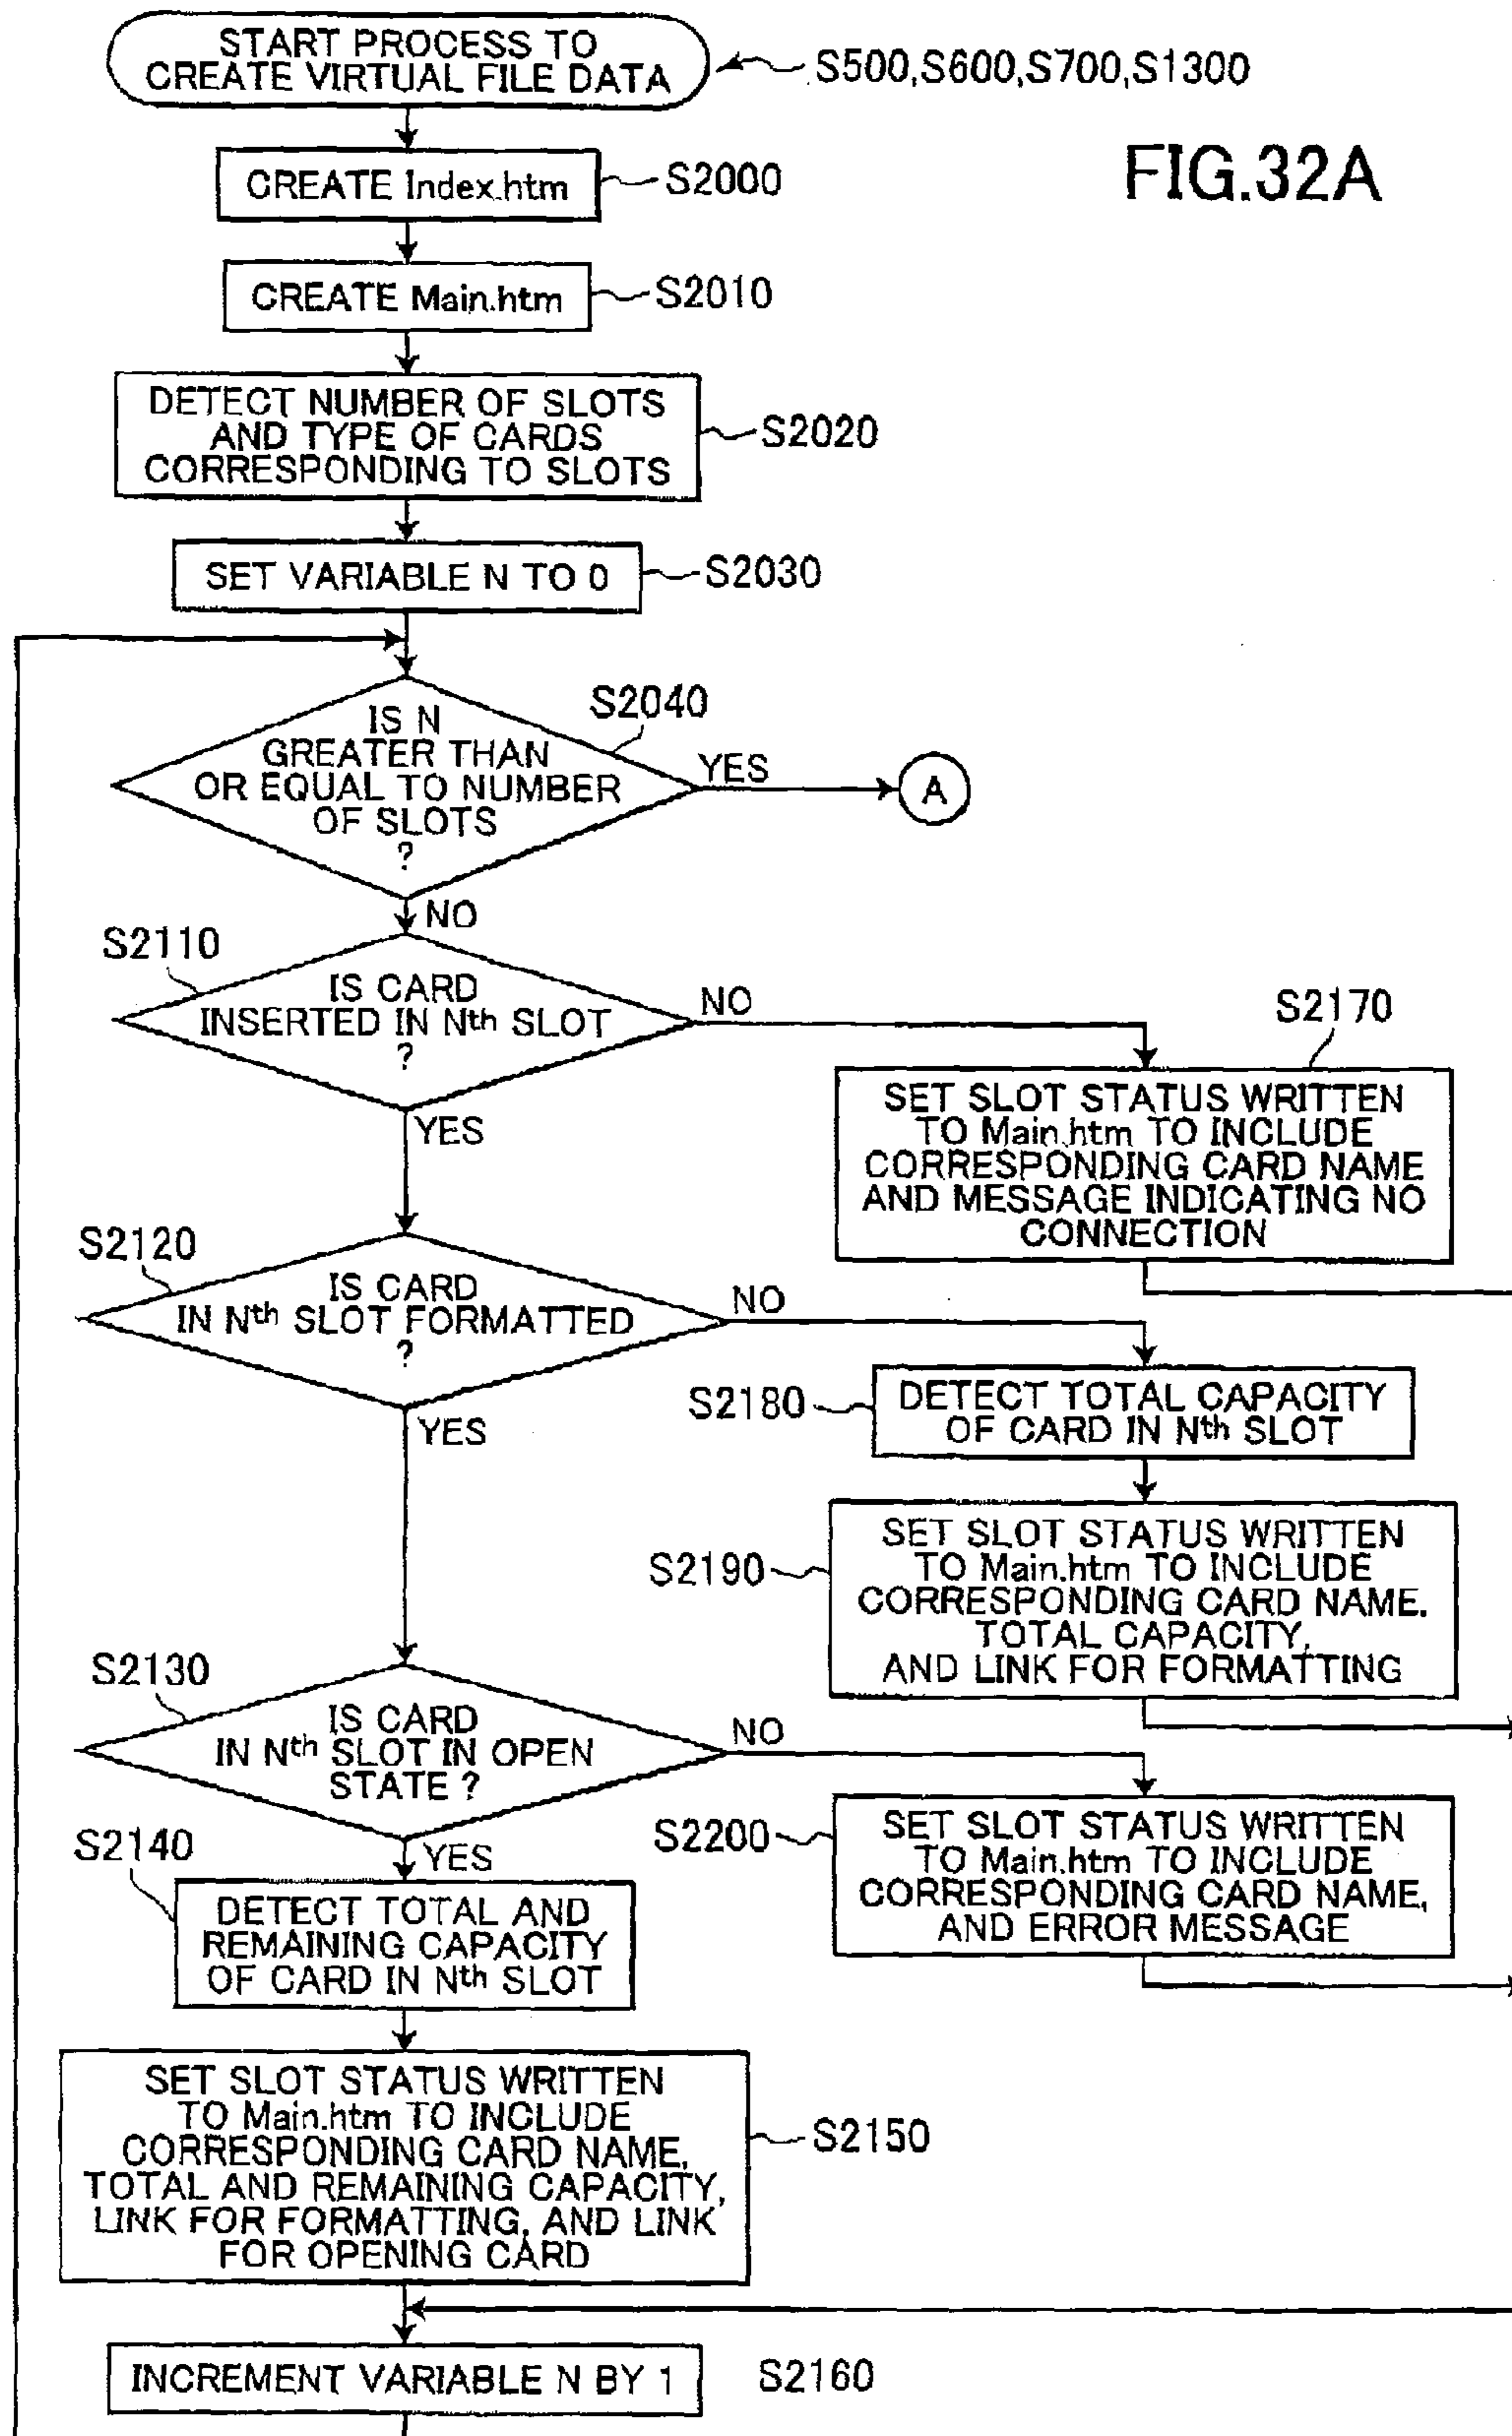 START PROCESS TO
CREATE VIRTUAL FILE DATA
S500,S600,S700,S1300
FIG.32A
CREATE Index.htm
S2000
CREATE Main.htm
S2010
DETECT NUMBER OF SLOTS
AND TYPE OF CARDS
CORRESPONDING TO SLOTS
S2020
SET VARIABLE N TO 0
S2030
S2040
IS N
GREATER THAN
OR EQUAL TO NUMBER
OF SLOTS
?
YES
A
NO
S2110
IS CARD
INSERTED IN Nth SLOT
?
NO
YES
S2170
SET SLOT STATUS WRITTEN
TO Main.htm TO INCLUDE
CORRESPONDING CARD NAME
AND MESSAGE INDICATING NO
CONNECTION
S2120
IS CARD
IN Nth SLOT FORMATTED
?
NO
YES
S2180
DETECT TOTAL CAPACITY
OF CARD IN Nth SLOT
S2190
SET SLOT STATUS WRITTEN
TO Main.htm TO INCLUDE
CORRESPONDING CARD NAME,
TOTAL CAPACITY,
AND LINK FOR FORMATTING
S2130
IS CARD
IN Nth SLOT IN OPEN
STATE ?
NO
YES
S2200
SET SLOT STATUS WRITTEN
TO Main.htm TO INCLUDE
CORRESPONDING CARD NAME,
AND ERROR MESSAGE
S2140
DETECT TOTAL AND
REMAINING CAPACITY
OF CARD IN Nth SLOT
SET SLOT STATUS WRITTEN
TO Main.htm TO INCLUDE
CORRESPONDING CARD NAME,
TOTAL AND REMAINING CAPACITY,
LINK FOR FORMATTING, AND LINK
FOR OPENING CARD
S2150
INCREMENT VARIABLE N BY 1
S2160